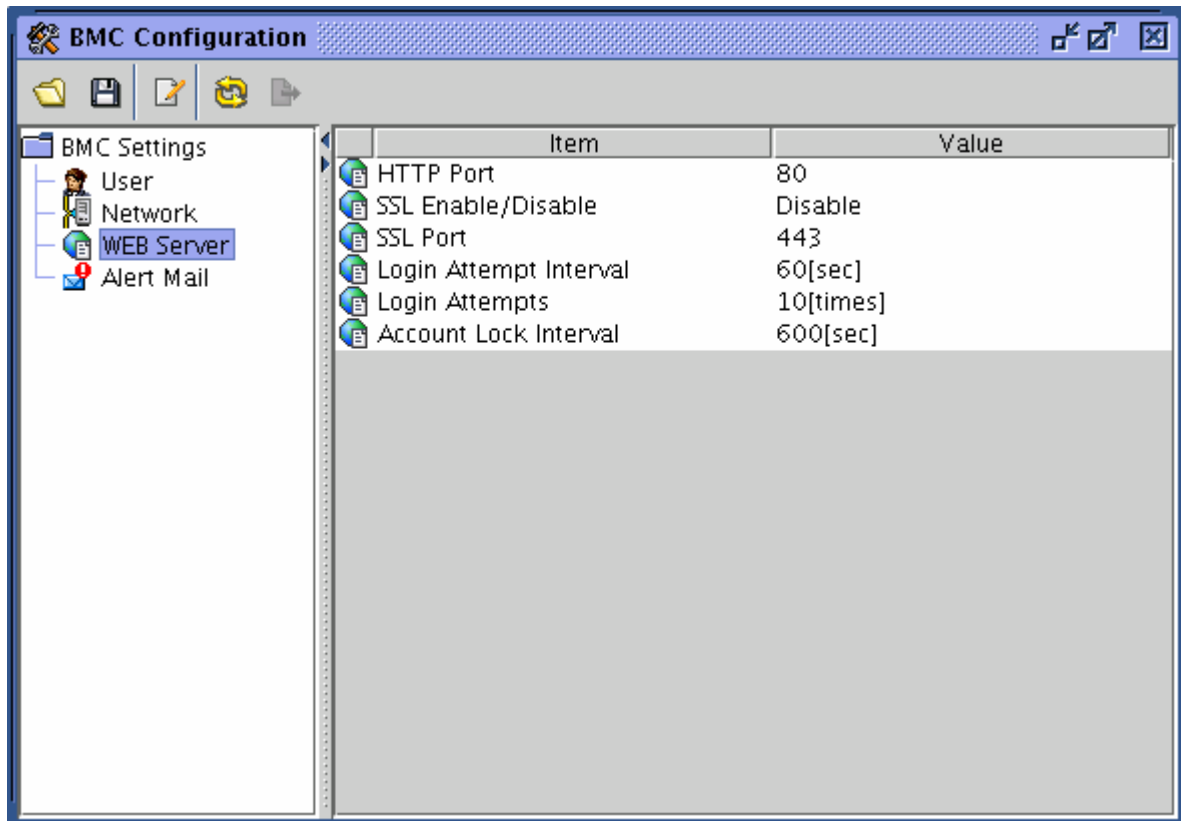 BMC Configuration
BMC Settings
User
Network
WEB Server
Alert Mail
Item Value
HTTP Port 80
SSL Enable/Disable Disable
SSL Port 443
Login Attempt Interval 60[sec]
Login Attempts 10[times]
Account Lock Interval 600[sec]